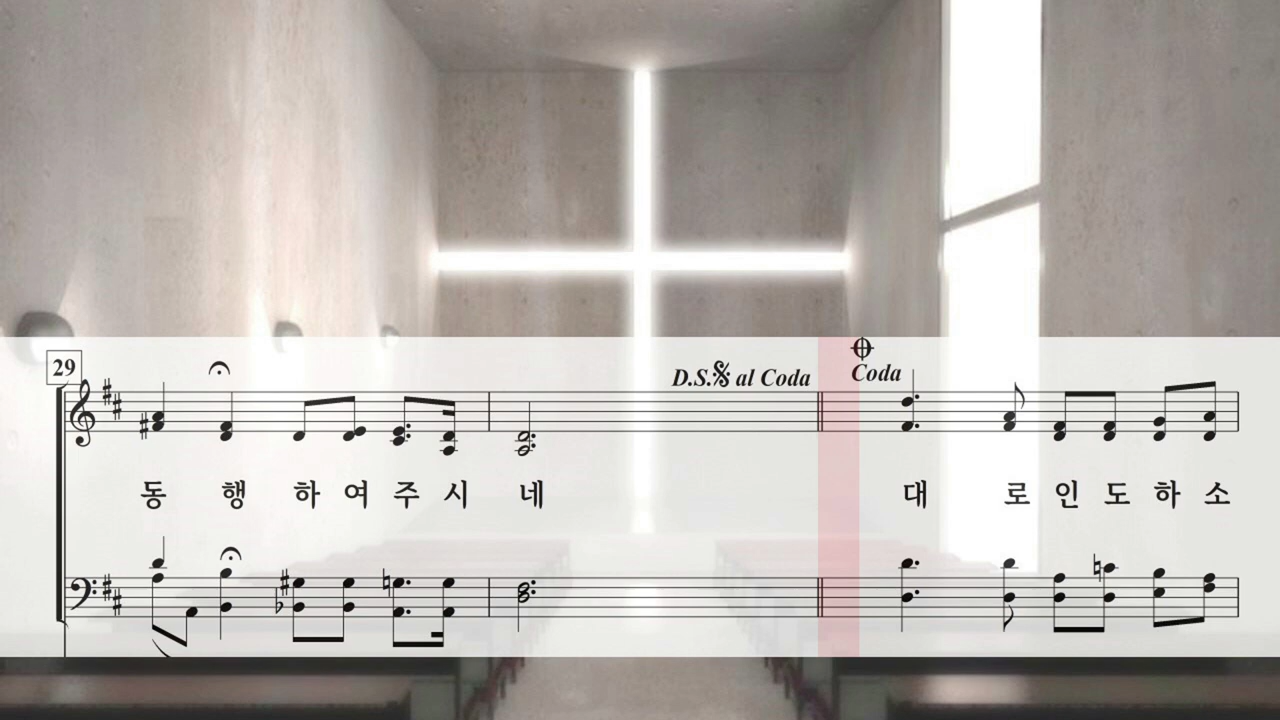 29
D.S. al Coda
Coda
동 행 하 여 주 시 네 대 로 인 도 하 소